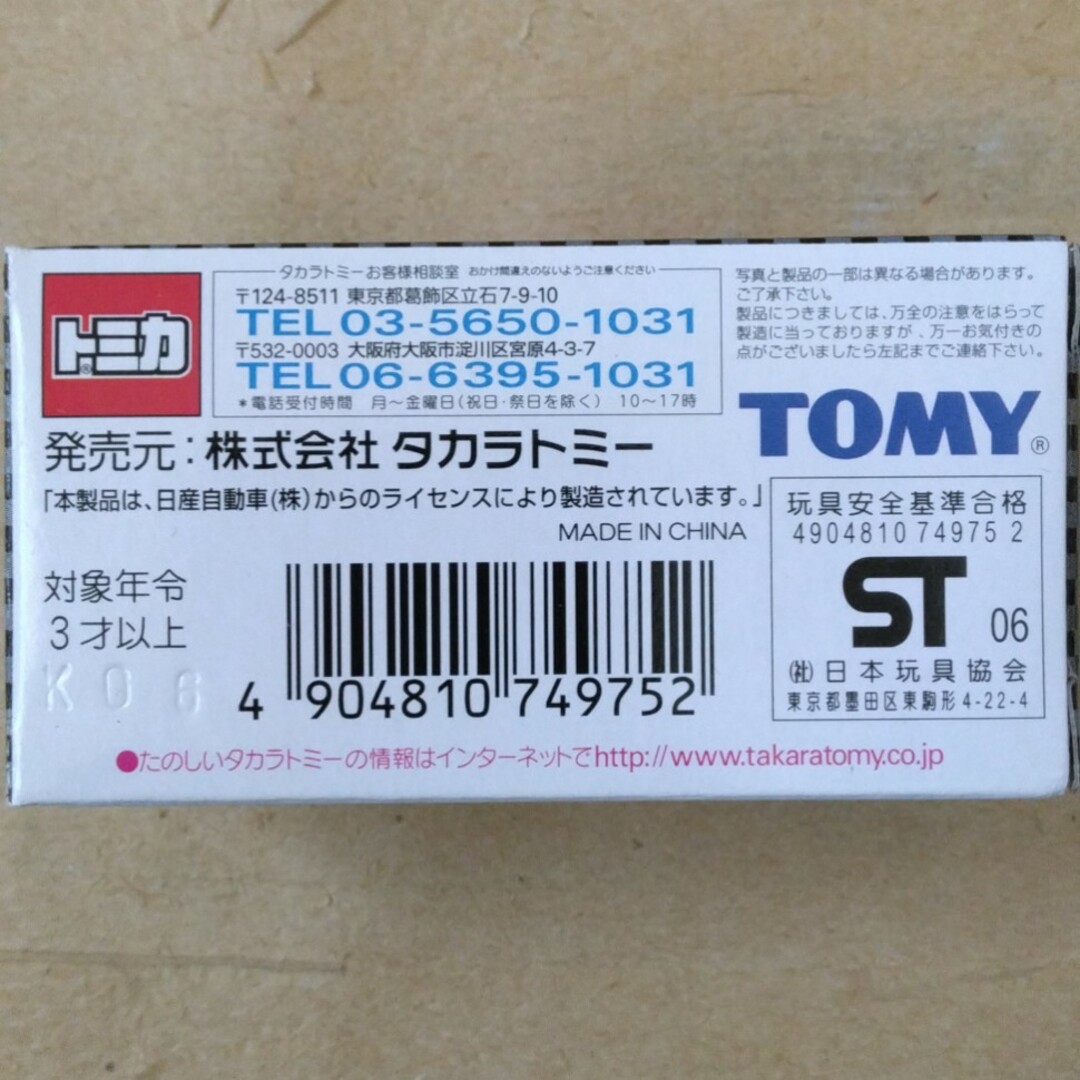 トミカ®
タカラトミーお客様相談室 おかけ間違えのないようご注意ください
〒124-8511 東京都葛飾区立石7-9-10
TEL 03-5650-1031
〒532-0003 大阪府大阪市淀川区宮原4-3-7
TEL 06-6395-1031
*電話受付時間 月〜金曜日(祝日・祭日を除く) 10〜17時
写真と製品の一部は異なる場合があります。
ご了承下さい。
製品につきましては、万全の注意をはらって
製造に当っておりますが、万一お気付きの
点がございましたら左記までご連絡下さい。
TOMY®
発売元:株式会社 タカラトミー
「本製品は、日産自動車(株)からのライセンスにより製造されています。」
MADE IN CHINA
玩具安全基準合格
4904810 74975 2
ST 06
㈳日本玩具協会
東京都墨田区東駒形4-22-4
対象年令
3才以上
K 0 6
4 904810 749752
●たのしいタカラトミーの情報はインターネットでhttp://www.takaratomy.co.jp